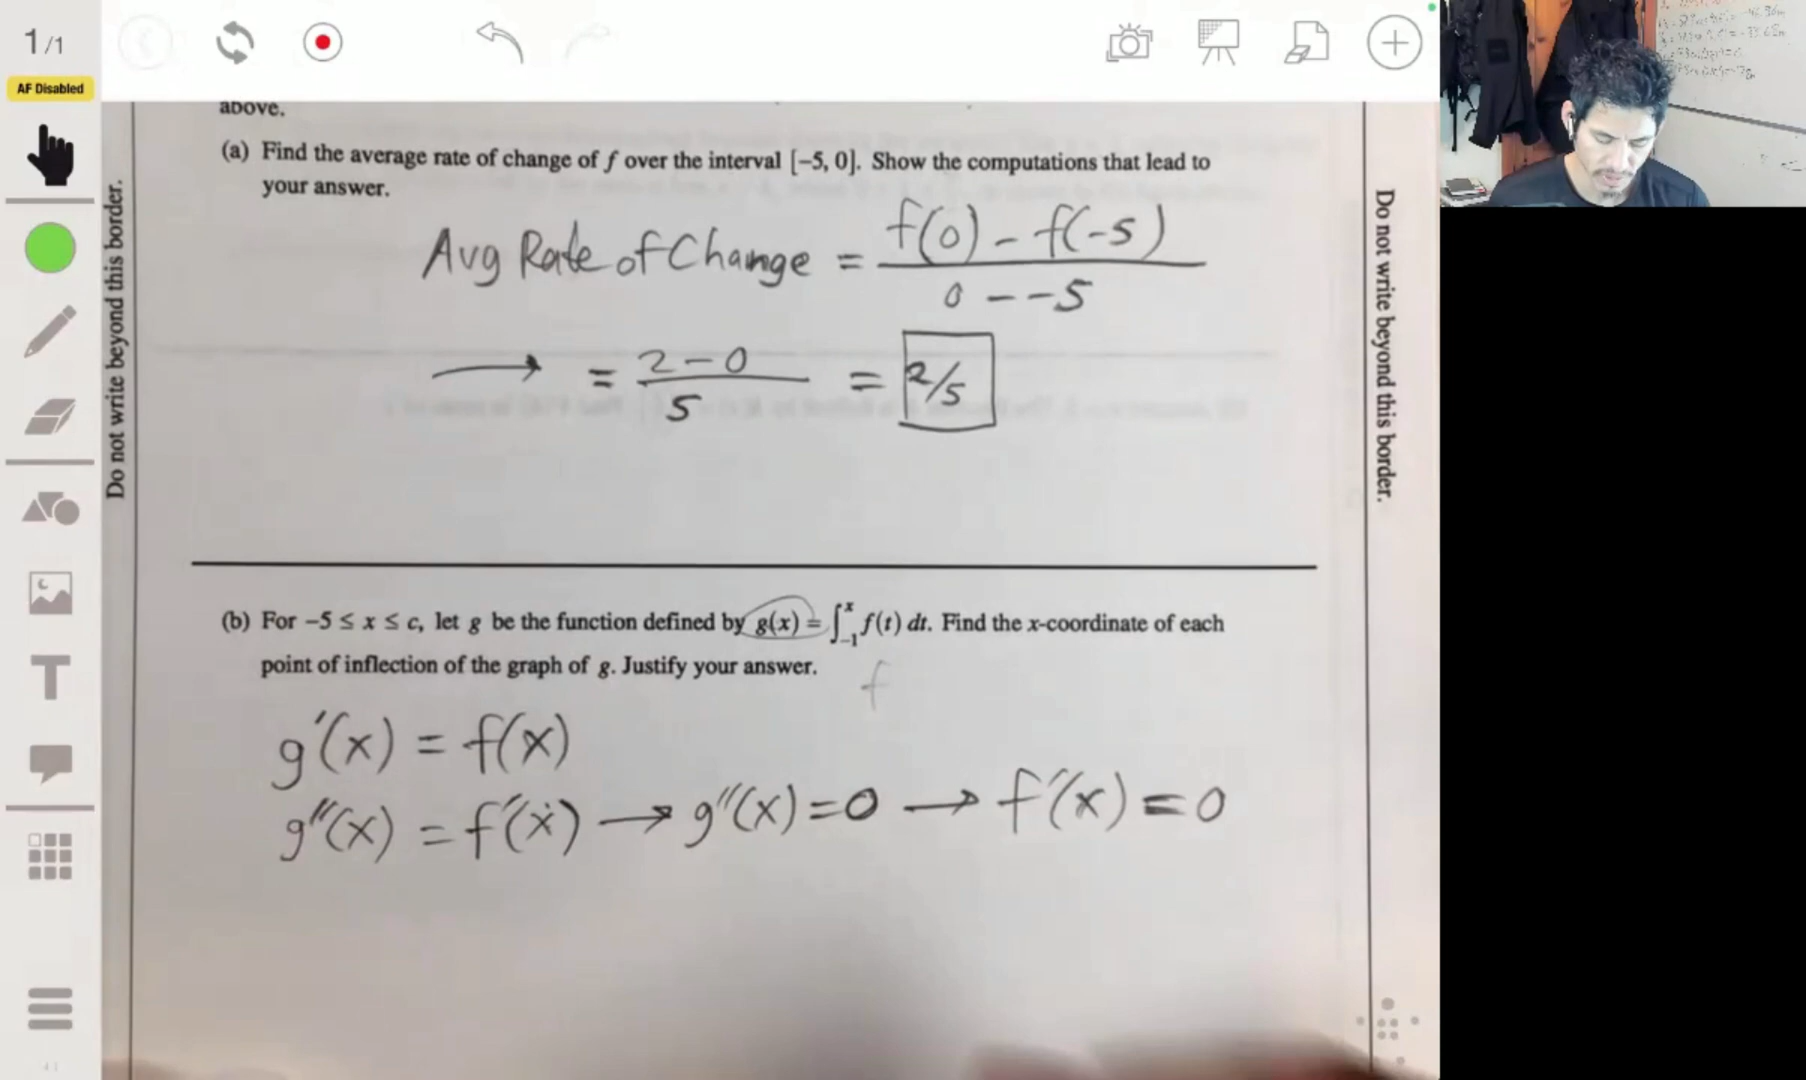 1/1
AF Disabled
above.
(a) Find the average rate of change of f over the interval [−5, 0]. Show the computations that lead to
your answer.
Avg Rate of Change = f(0) - f(-5) / 0 - -5
→ = 2-0 / 5 = 2/5
Do not write beyond this border.
Do not write beyond this border.
(b) For −5 ≤ x ≤ c, let g be the function defined by g(x) = ∫_{−1}^{x} f(t) dt. Find the x-coordinate of each
point of inflection of the graph of g. Justify your answer.
f
g'(x) = f(x)
g''(x) = f'(x) → g''(x)=0 → f'(x) = 0
T